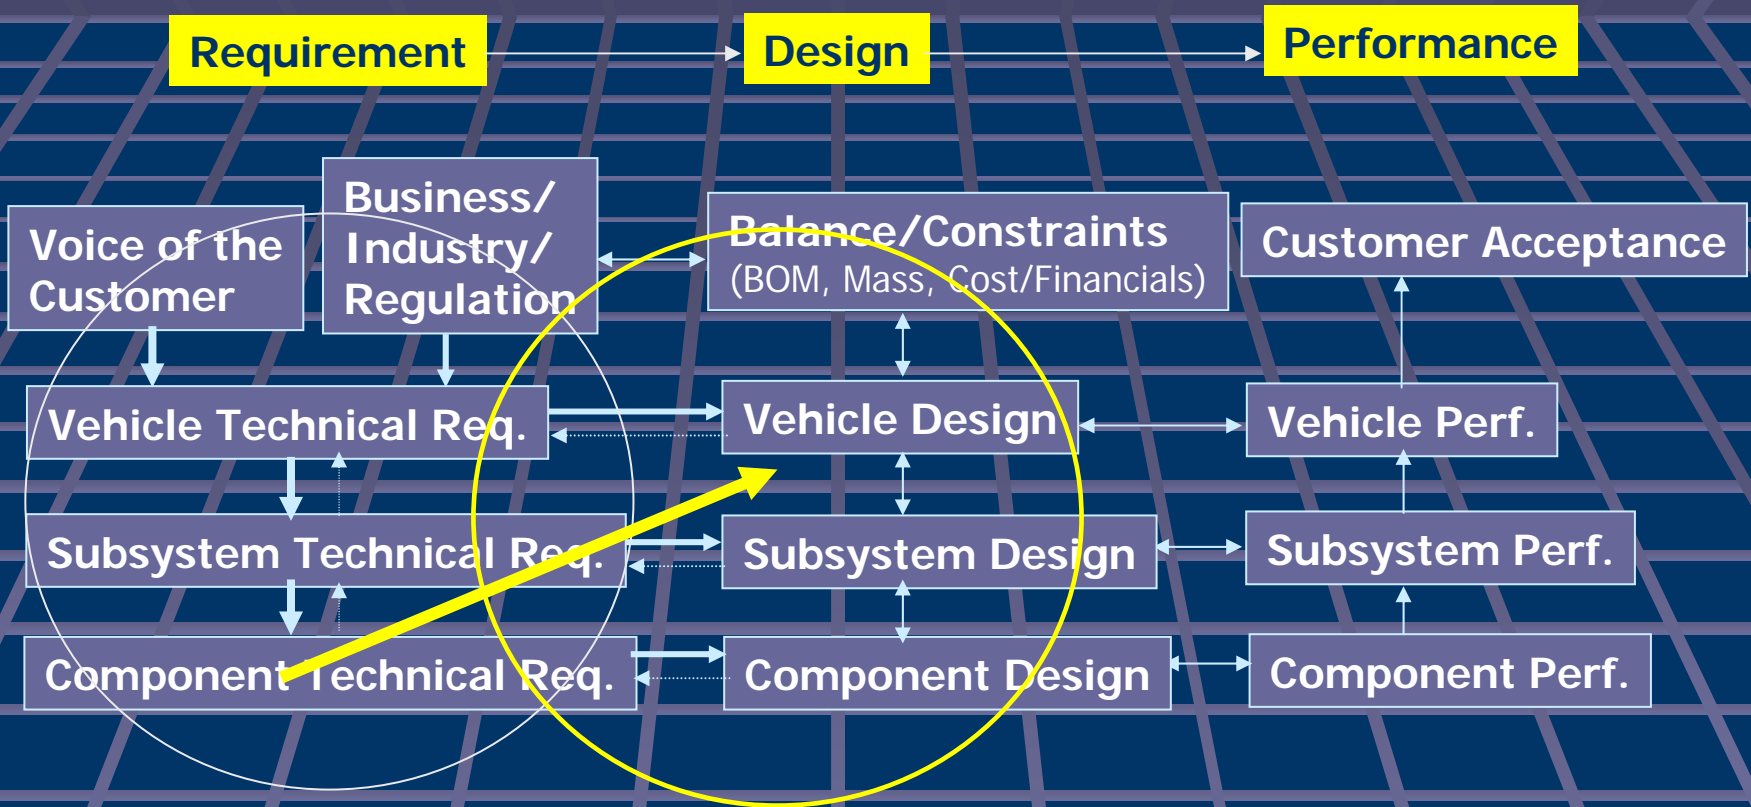 Requirement
Design
Performance
Voice of the
Customer
Business/
Industry/
Regulation
Balance/Constraints
(BOM, Mass, Cost/Financials)
Customer Acceptance
Vehicle Technical Req.
Vehicle Design
Vehicle Perf.
Subsystem Technical Req.
Subsystem Design
Subsystem Perf.
Component Technical Req.
Component Design
Component Perf.